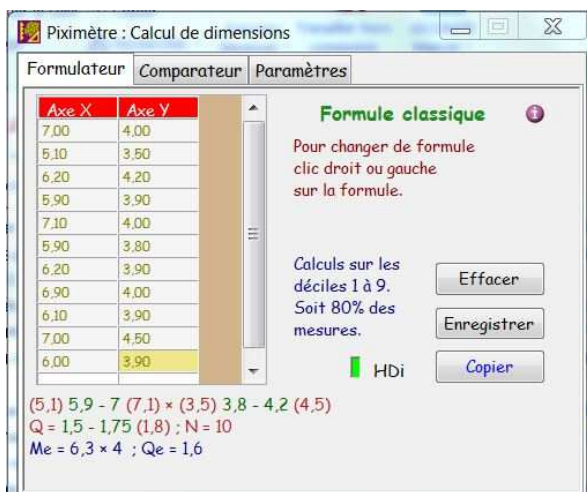 Piximètre : Calcul de dimensions
Formulateur Comparateur Paramètres
Axe X Axe Y
7,00 4,00
5,10 3,50
6,20 4,20
5,90 3,90
7,10 4,00
5,90 3,80
6,20 3,90
6,90 4,00
6,10 3,90
7,00 4,50
6,00 3,90
Formule classique
Pour changer de formule
clic droit ou gauche
sur la formule.
Calculs sur les
déciles 1 à 9.
Soit 80% des
mesures.
HDi
Effacer
Enregistrer
Copier
(5,1) 5,9 - 7 (7,1) × (3,5) 3,8 - 4,2 (4,5)
Q = 1,5 - 1,75 (1,8) ; N = 10
Me = 6,3 × 4 ; Qe = 1,6